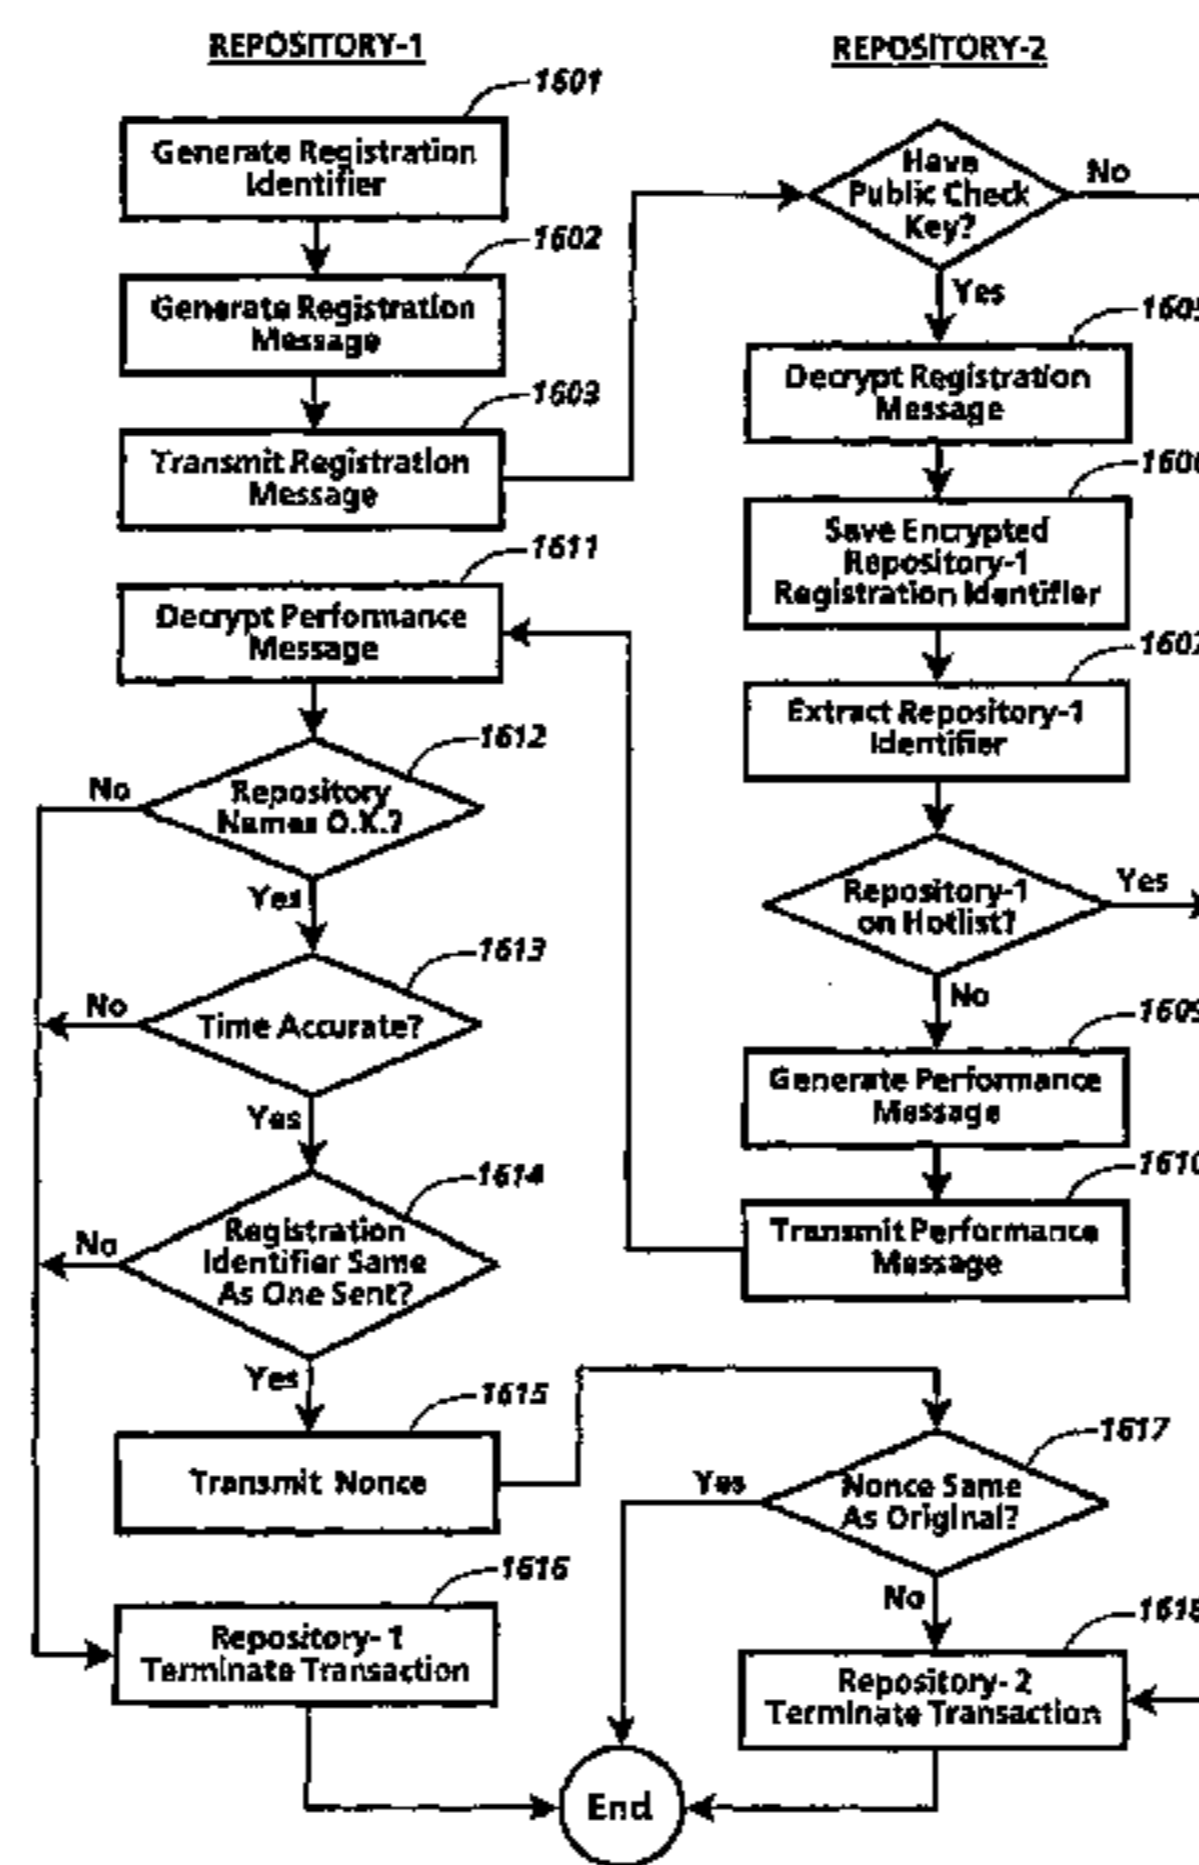 REPOSITORY-1
1601
Generate Registration
Identifier
1602
Generate Registration
Message
1603
Transmit Registration
Message
1611
Decrypt Performance
Message
1612
Repository
Names O.K.?
No
Yes
1613
Time Accurate?
No
Yes
1614
Registration
Identifier Same
As One Sent?
No
Yes
1615
Transmit Nonce
1616
Repository- 1
Terminate Transaction
REPOSITORY-2
Have
Public Check
Key?
No
Yes
Decrypt Registration
Message
Save Encrypted
Repository-1
Registration Identifier
Extract Repository-1
Identifier
Repository-1
on Hotlist?
Yes
No
1609
Generate Performance
Message
1610
Transmit Performance
Message
1617
Nonce Same
As Original?
Yes
No
1618
Repository- 2
Terminate Transaction
End